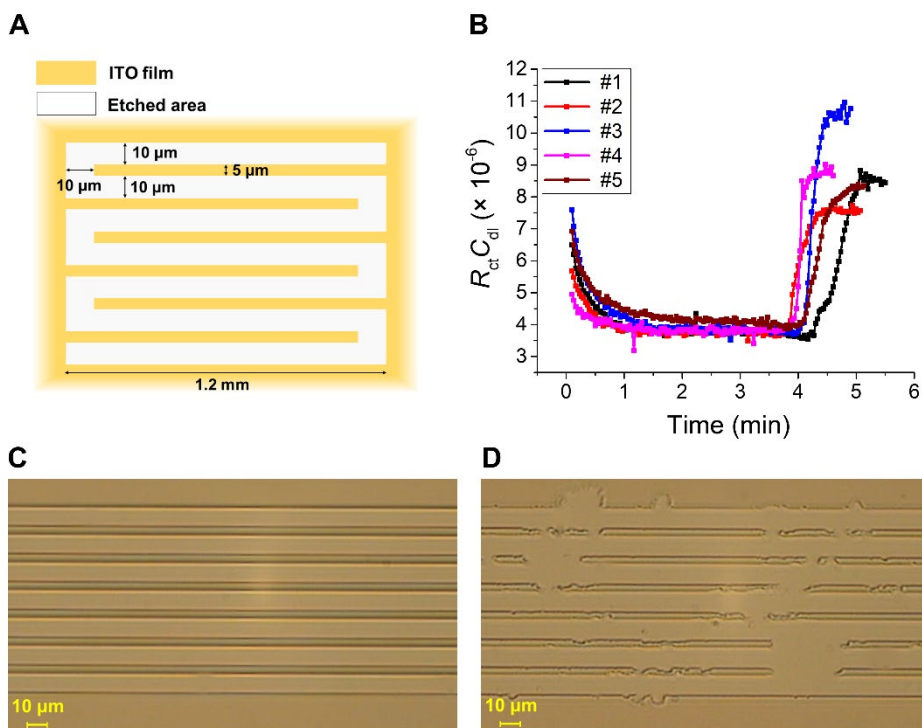 A
ITO film
Etched area
10 µm
5 µm
10 µm
10 µm
1.2 mm
B
12
11
10
9
8
7
6
5
4
3
R_ct C_dl (× 10⁻⁶)
#1
#2
#3
#4
#5
0 1 2 3 4 5 6
Time (min)
C
10 µm
D
10 µm